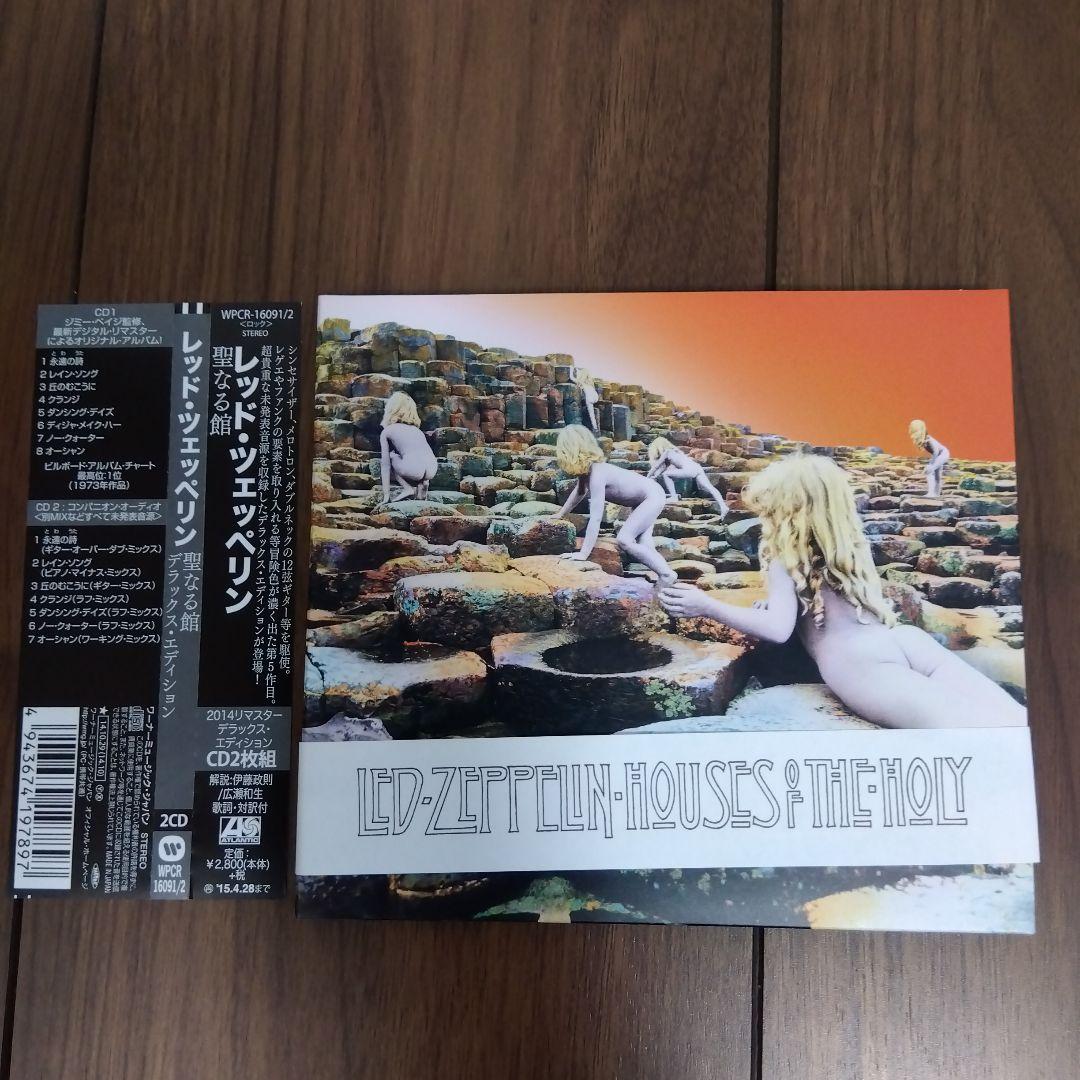 CD1
ジミー・ペイジ監修、
最新デジタル・リマスター
によるオリジナル・アルバム!
とわ うた
1 永遠の詩
2 レイン・ソング
3 丘のむこうに
4 クランジ
5 ダンシング・デイズ
6 ディジャ・メイク・ハー
7 ノー・クォーター
8 オーシャン
ビルボード・アルバム・チャート
最高位:1位
(1973年作品)
CD 2 : コンパニオン・オーディオ
<別MIXなどすべて未発表音源>
とわ うた
1 永遠の詩
(ギター・オーバー・ダブ・ミックス)
2 レイン・ソング
(ピアノ・マイナス・ミックス)
3 丘のむこうに(ギター・ミックス)
4 クランジ(ラフ・ミックス)
5 ダンシング・デイズ(ラフ・ミックス)
6 ノー・クォーター(ラフ・ミックス)
7 オーシャン(ワーキング・ミックス)
4 943674 197897
ワーナーミュージック・ジャパン STEREO
★14.10.29 (14.10)
MADE IN JAPAN
レッド・ツェッペリン
聖なる館
デラックス・エディション
2CD
WPCR
16091/2
WPCR-16091/2
<ロック>
STEREO
レッド・ツェッペリン
聖なる館
シンセサイザー、メロトロン、ダブルネックの12弦ギター等を駆使。
レゲエやファンクの要素を取り入れる等冒険色が濃く出た第5作目。
超貴重な未発表音源を収録したデラックス・エディションが登場!
2014リマスター
デラックス・
エディション
CD2枚組
解説:伊藤政則
/広瀬和生
歌詞・対訳付
ATLANTIC
定価:
¥2,800(本体)
+税
'15.4.28まで
LED·ZEPPELIN·HOUSES OF THE·HOLY